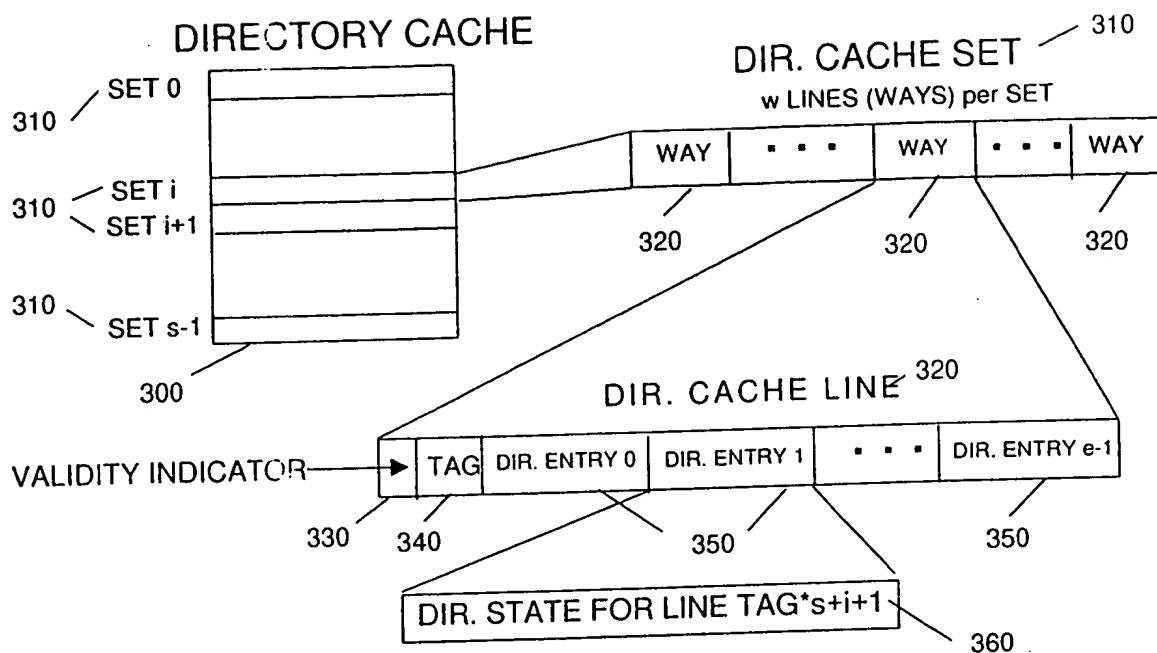 DIRECTORY CACHE
310
SET 0
310
SET i
310
SET i+1
310
SET s-1
300
DIR. CACHE SET
310
w LINES (WAYS) per SET
WAY ▪ ▪ ▪ WAY ▪ ▪ ▪ WAY
320 320 320
DIR. CACHE LINE
320
VALIDITY INDICATOR
TAG DIR. ENTRY 0 DIR. ENTRY 1 ▪ ▪ ▪ DIR. ENTRY e-1
330 340 350 350
DIR. STATE FOR LINE TAG*s+i+1
360